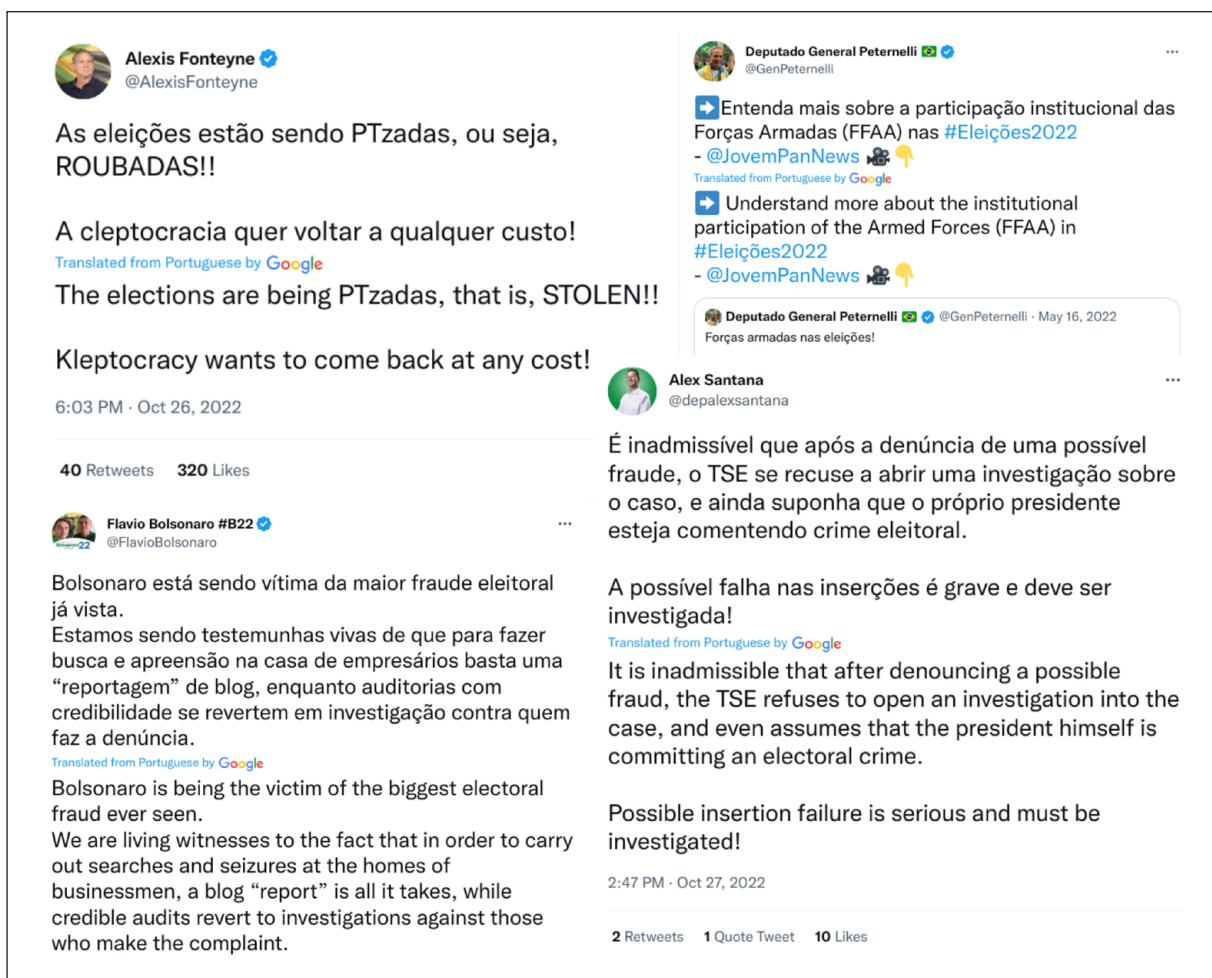 Alexis Fonteyne
@AlexisFonteyne
As eleições estão sendo PTzadas, ou seja,
ROUBADAS!!
A cleptocracia quer voltar a qualquer custo!
Translated from Portuguese by Google
The elections are being PTzadas, that is, STOLEN!!
Kleptocracy wants to come back at any cost!
6:03 PM · Oct 26, 2022
40 Retweets 320 Likes
Deputado General Peternelli 🇧🇷
@GenPeternelli
➡️Entenda mais sobre a participação institucional das
Forças Armadas (FFAA) nas #Eleições2022
- @JovemPanNews 🎥👇
Translated from Portuguese by Google
➡️ Understand more about the institutional
participation of the Armed Forces (FFAA) in
#Eleições2022
- @JovemPanNews 🎥👇
Deputado General Peternelli 🇧🇷 @GenPeternelli · May 16, 2022
Forças armadas nas eleições!
Flavio Bolsonaro #B22
@FlavioBolsonaro
Bolsonaro está sendo vítima da maior fraude eleitoral
já vista.
Estamos sendo testemunhas vivas de que para fazer
busca e apreensão na casa de empresários basta uma
“reportagem” de blog, enquanto auditorias com
credibilidade se revertem em investigação contra quem
faz a denúncia.
Translated from Portuguese by Google
Bolsonaro is being the victim of the biggest electoral
fraud ever seen.
We are living witnesses to the fact that in order to carry
out searches and seizures at the homes of
businessmen, a blog “report” is all it takes, while
credible audits revert to investigations against those
who make the complaint.
Alex Santana
@depalexsantana
É inadmissível que após a denúncia de uma possível
fraude, o TSE se recuse a abrir uma investigação sobre
o caso, e ainda suponha que o próprio presidente
esteja comentendo crime eleitoral.
A possível falha nas inserções é grave e deve ser
investigada!
Translated from Portuguese by Google
It is inadmissible that after denouncing a possible
fraud, the TSE refuses to open an investigation into the
case, and even assumes that the president himself is
committing an electoral crime.
Possible insertion failure is serious and must be
investigated!
2:47 PM · Oct 27, 2022
2 Retweets 1 Quote Tweet 10 Likes